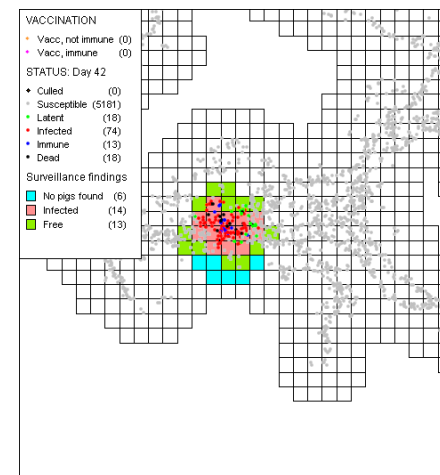 VACCINATION
Vacc, not immune (0)
Vacc, immune (0)
STATUS: Day 42
Culled (0)
Susceptible (5181)
Latent (18)
Infected (74)
Immune (13)
Dead (18)
Surveillance findings
No pigs found (6)
Infected (14)
Free (13)